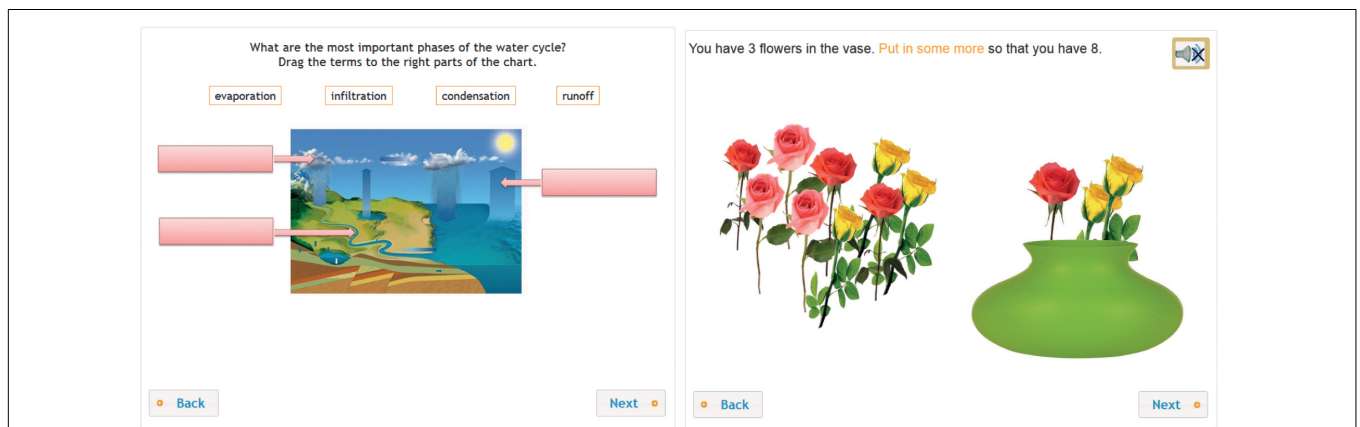 What are the most important phases of the water cycle?
Drag the terms to the right parts of the chart.
evaporation
infiltration
condensation
runoff
Back
Next
You have 3 flowers in the vase. Put in some more so that you have 8.
Back
Next